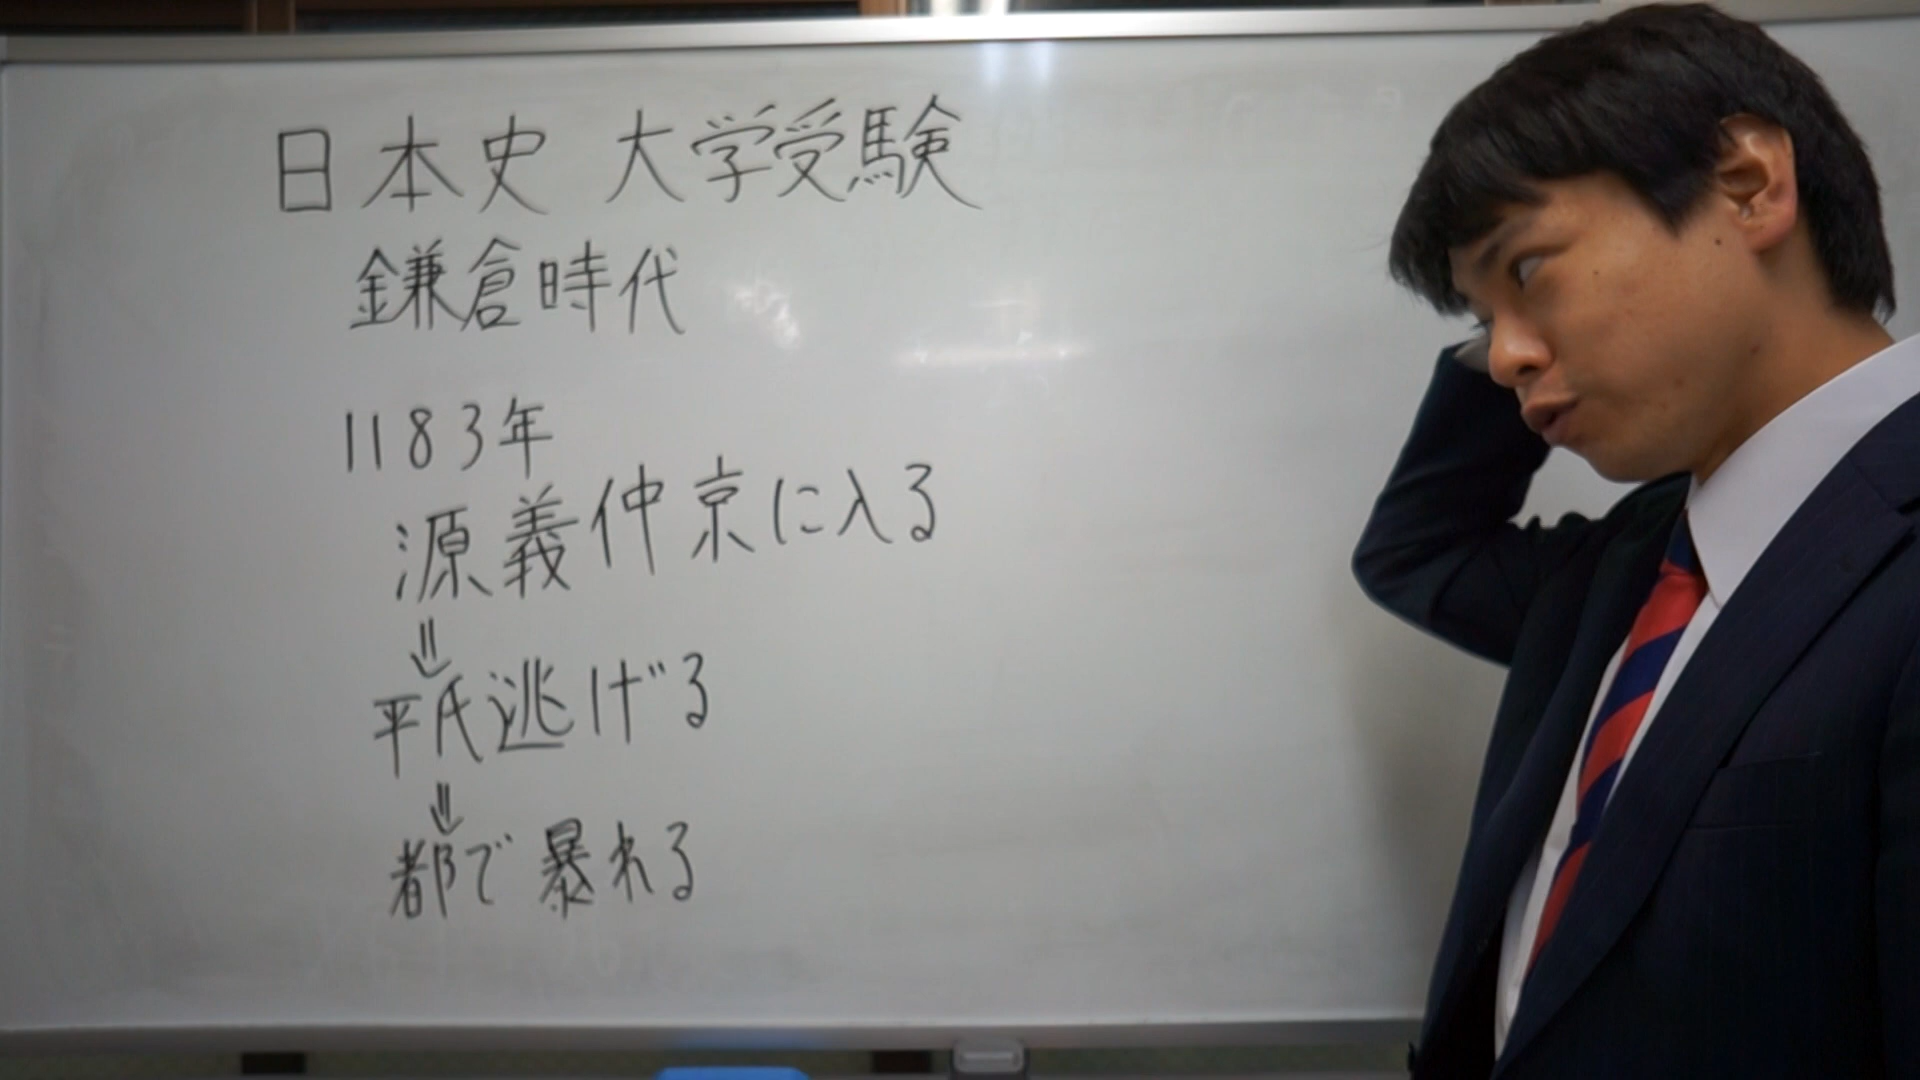 日本史 大学受験
鎌倉時代
1183年
源義仲京に入る
⇓
平氏逃げる
⇓
都で暴れる